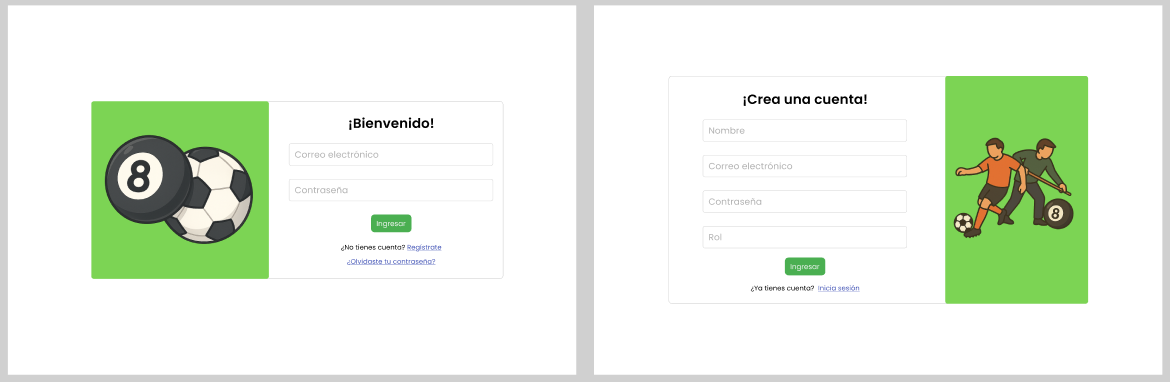 8
¡Bienvenido!
Correo electrónico
Contraseña
Ingresar
¿No tienes cuenta? Registrate
¿Olvidaste tu contraseña?
¡Crea una cuenta!
Nombre
Correo electrónico
Contraseña
Rol
Ingresar
¿Ya tienes cuenta? Inicia sesión
8